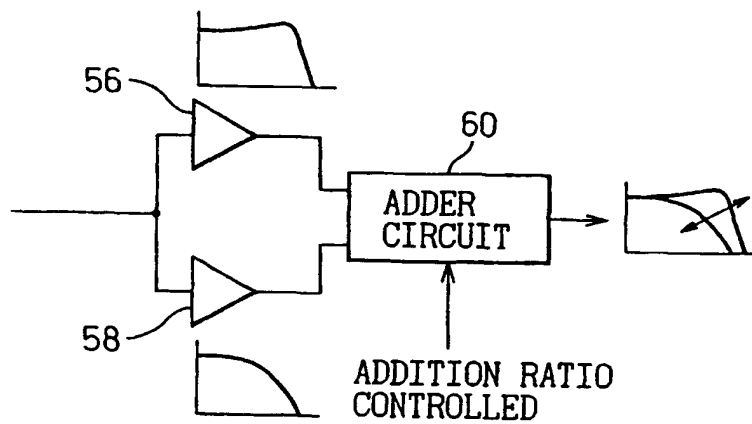 56
60
ADDER
CIRCUIT
58
ADDITION RATIO
CONTROLLED